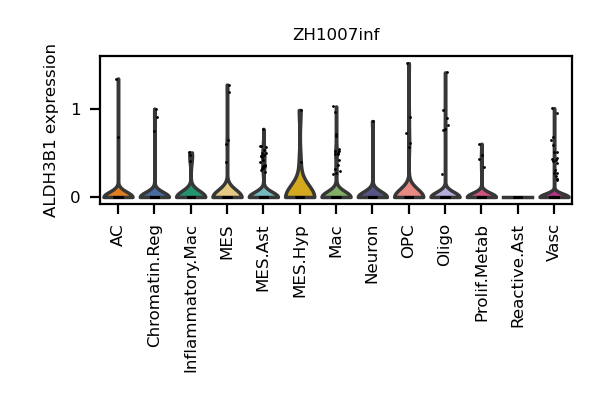 ZH1007inf
ALDH3B1 expression
1
0
AC
Chromatin.Reg
Inflammatory.Mac
MES
MES.Ast
MES.Hyp
Mac
Neuron
OPC
Oligo
Prolif.Metab
Reactive.Ast
Vasc